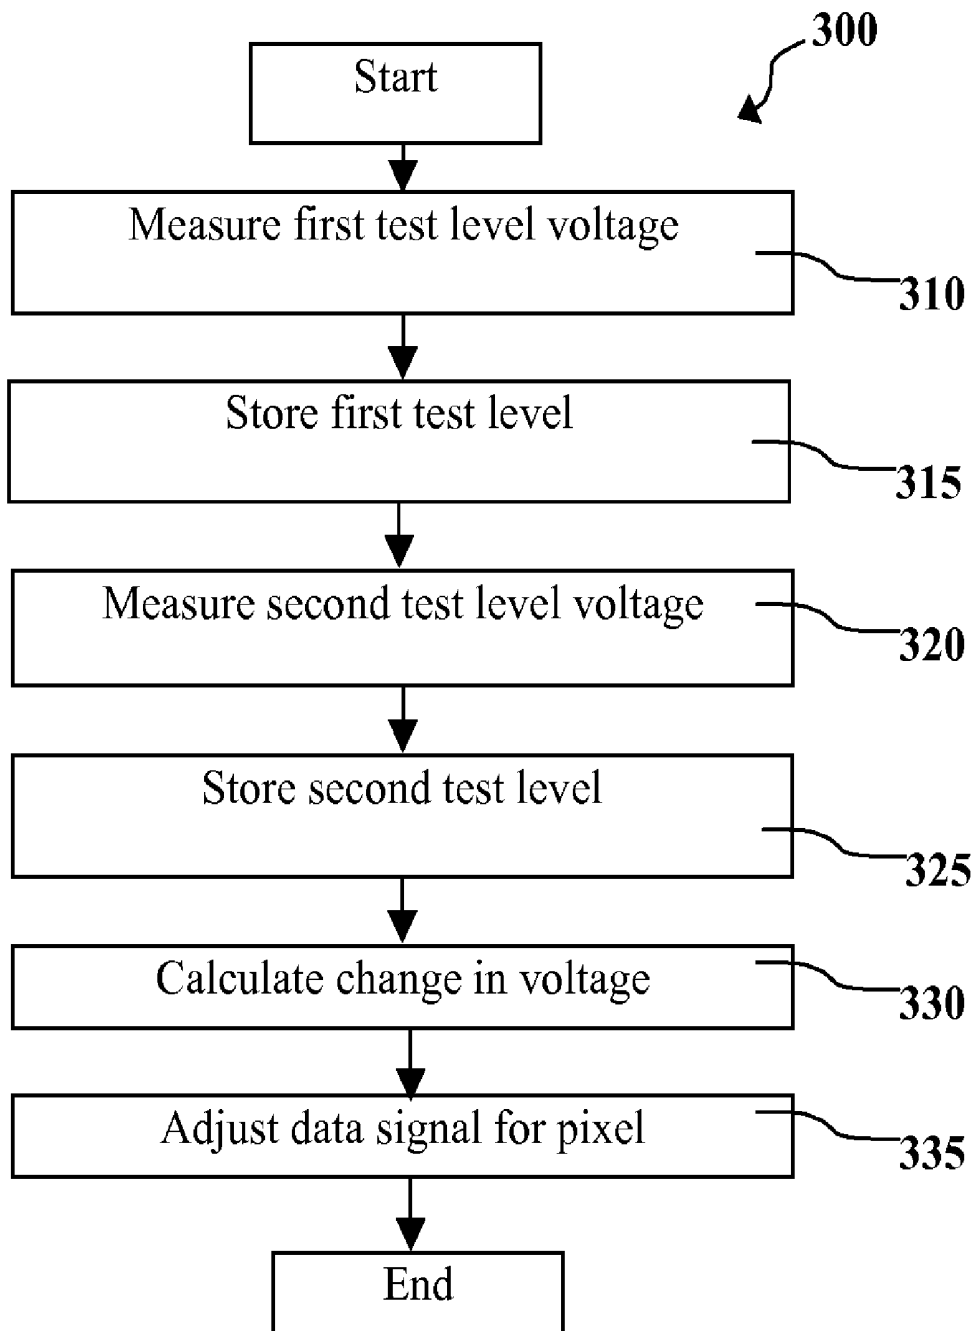 300
Start
Measure first test level voltage
310
Store first test level
315
Measure second test level voltage
320
Store second test level
325
Calculate change in voltage
330
Adjust data signal for pixel
335
End